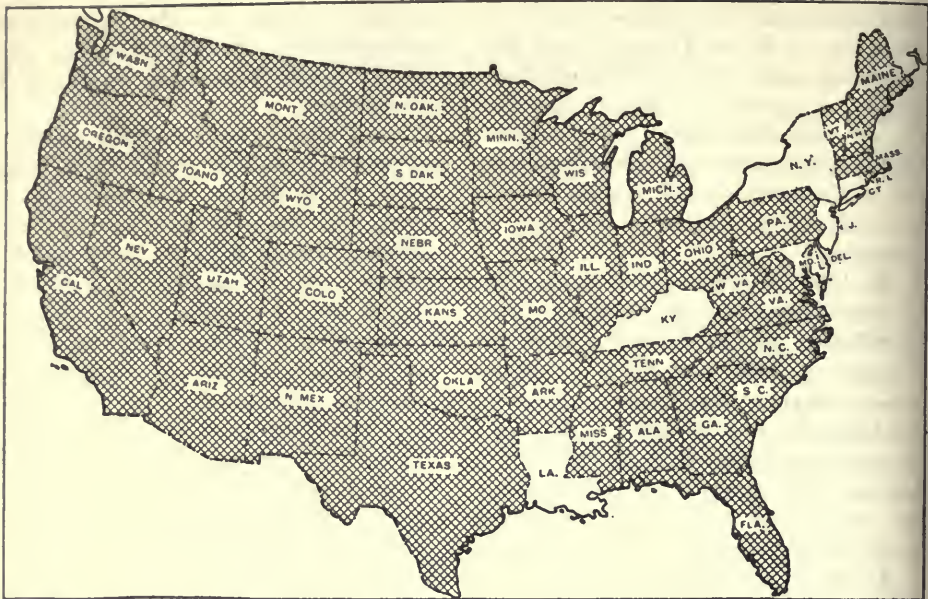 WASN
MONT
N. DAK.
MINN.
MAINE
OREGON
IDAHO
S DAK
WIS
MICH.
N.Y.
VT
N H
MASS.
R. I.
CT
WYO
NEBR
IOWA
PA.
N J.
NEV
UTAH
COLO
KANS
MO
ILL.
IND
OHIO
MD.
DEL.
W VA
VA.
CAL
KY
N.C.
TENN
ARIZ
N MEX
OKLA
ARK
S C.
MISS
ALA
GA.
TEXAS
LA.
FLA.